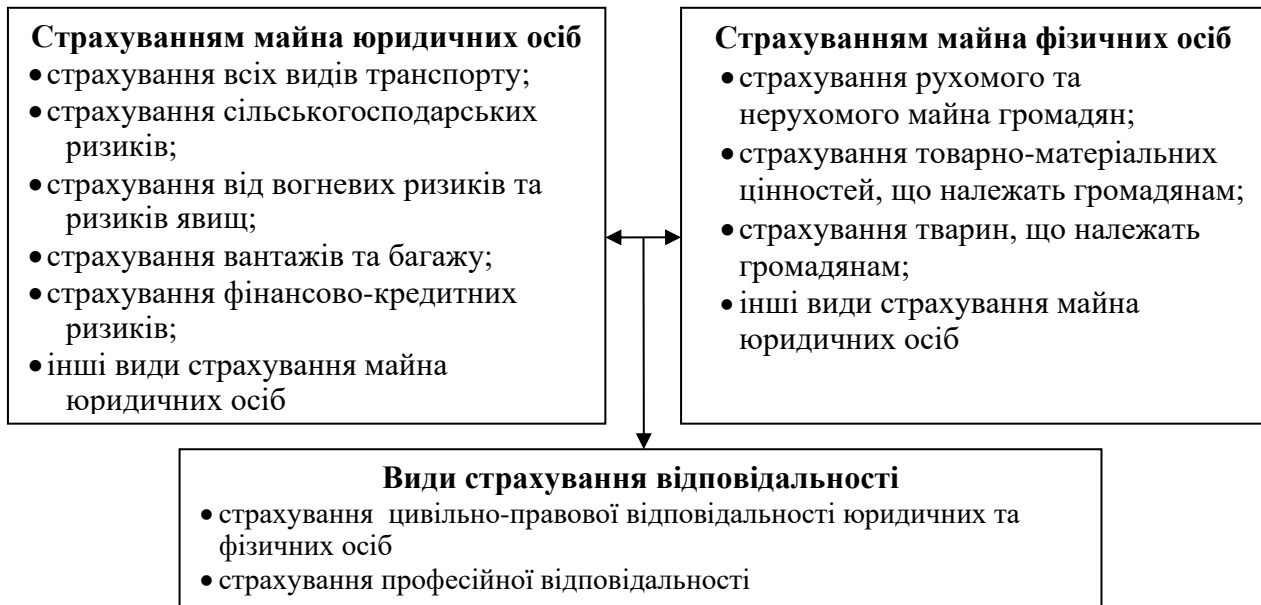 Страхуванням майна юридичних осіб
• страхування всіх видів транспорту;
• страхування сільськогосподарських
ризиків;
• страхування від вогневих ризиків та
ризиків явищ;
• страхування вантажів та багажу;
• страхування фінансово-кредитних
ризиків;
• інші види страхування майна
юридичних осіб
Страхуванням майна фізичних осіб
• страхування рухомого та
нерухомого майна громадян;
• страхування товарно-матеріальних
цінностей, що належать громадянам;
• страхування тварин, що належать
громадянам;
• інші види страхування майна
юридичних осіб
Види страхування відповідальності
• страхування цивільно-правової відповідальності юридичних та
фізичних осіб
• страхування професійної відповідальності